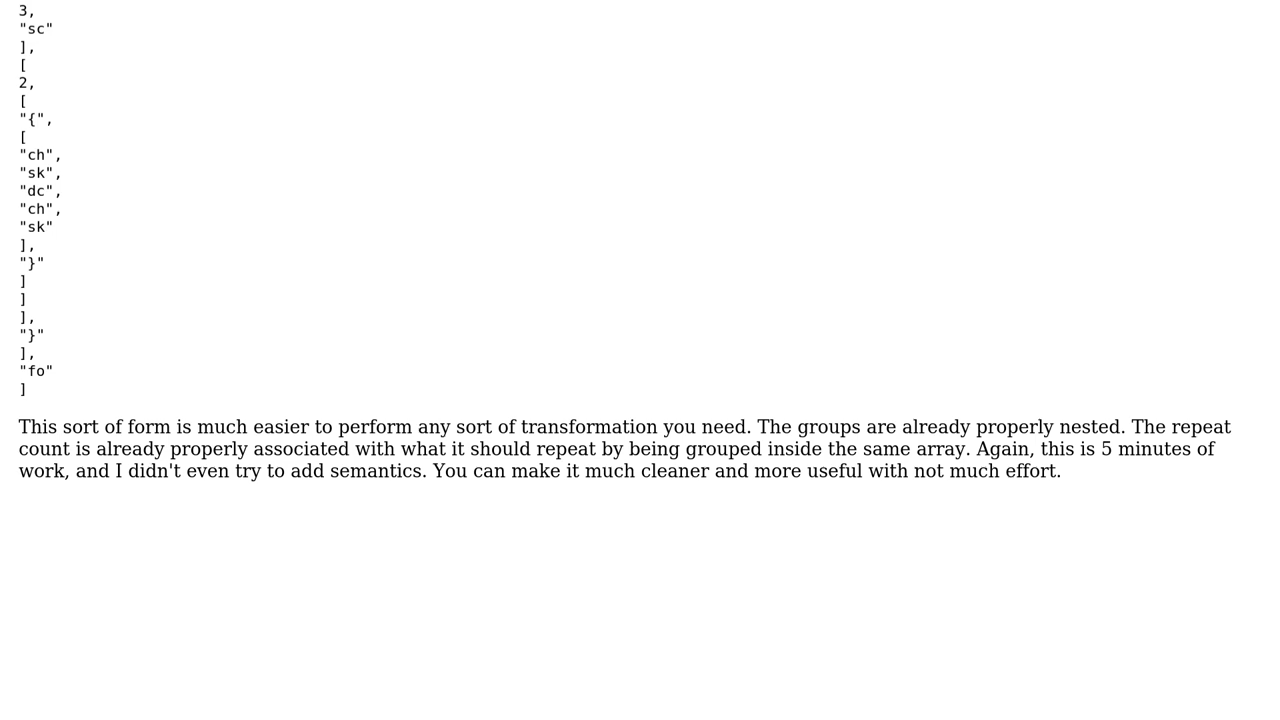 3,
"sc"
],
[
2,
[
"{",
[
"ch",
"sk",
"dc",
"ch",
"sk"
],
"}"
]
]
],
"}"
],
"fo"
]
This sort of form is much easier to perform any sort of transformation you need. The groups are already properly nested. The repeat
count is already properly associated with what it should repeat by being grouped inside the same array. Again, this is 5 minutes of
work, and I didn't even try to add semantics. You can make it much cleaner and more useful with not much effort.